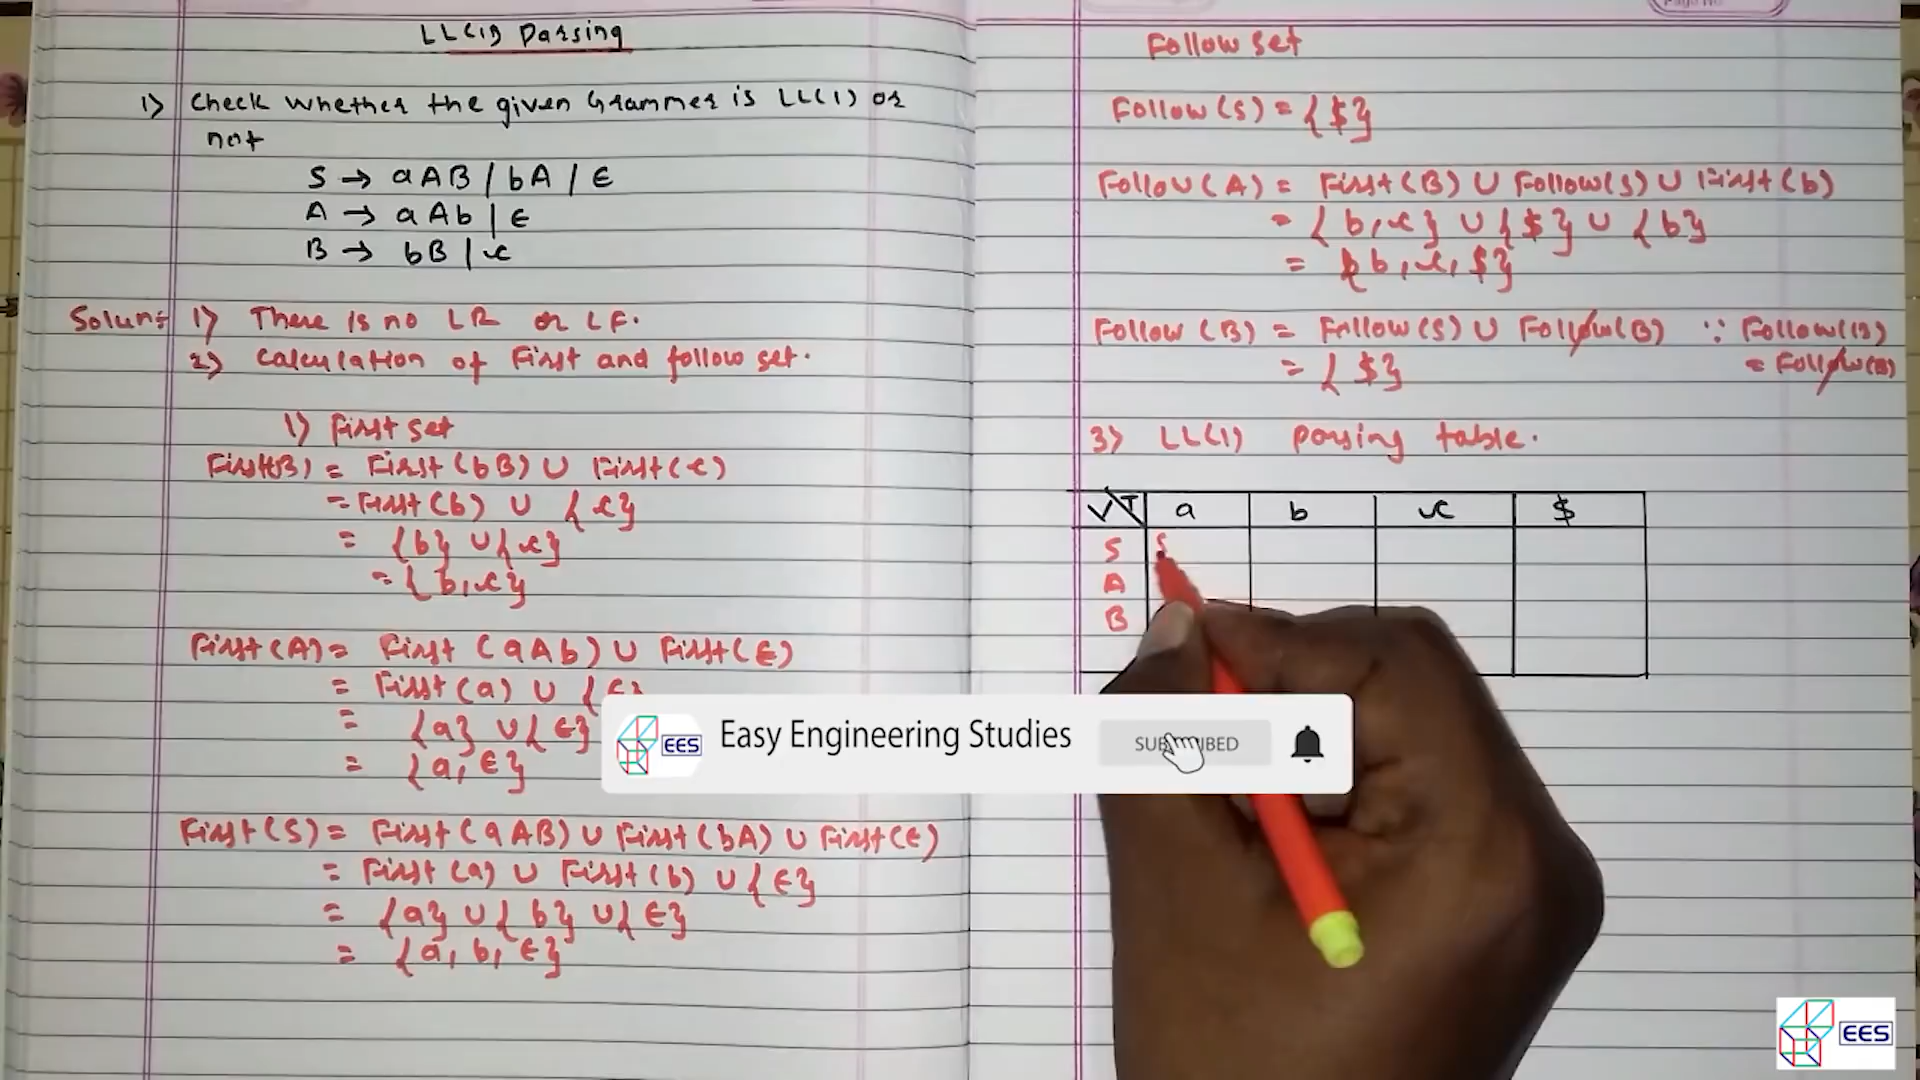 LL(1) Parsing
1) Check whether the given Grammer is LL(1) or
not
S → aAB | bA | ϵ
A → aAb | ϵ
B → bB | c
Solun: 1) There is no LR or LF.
2) Calculation of First and follow set.
1) First set
First(B) = First(bB) ∪ First(c)
= First(b) ∪ {c}
= {b} ∪ {c}
= {b, c}
First(A) = First(aAb) ∪ First(ϵ)
= First(a) ∪ {ϵ}
= {a} ∪ {ϵ}
= {a, ϵ}
First(S) = First(aAB) ∪ First(bA) ∪ First(ϵ)
= First(a) ∪ First(b) ∪ {ϵ}
= {a} ∪ {b} ∪ {ϵ}
= {a, b, ϵ}
Page No
Follow set
Follow(S) = {$}
Follow(A) = First(B) ∪ Follow(S) ∪ First(b)
= {b, c} ∪ {$} ∪ {b}
= {b, c, $}
Follow(B) = Follow(S) ∪ Follow(B) ∵ Follow(B)
= {$} = Follow(B)
3) LL(1) parsing table.
V T a b c $
S S
A
B
EES Easy Engineering Studies
EES